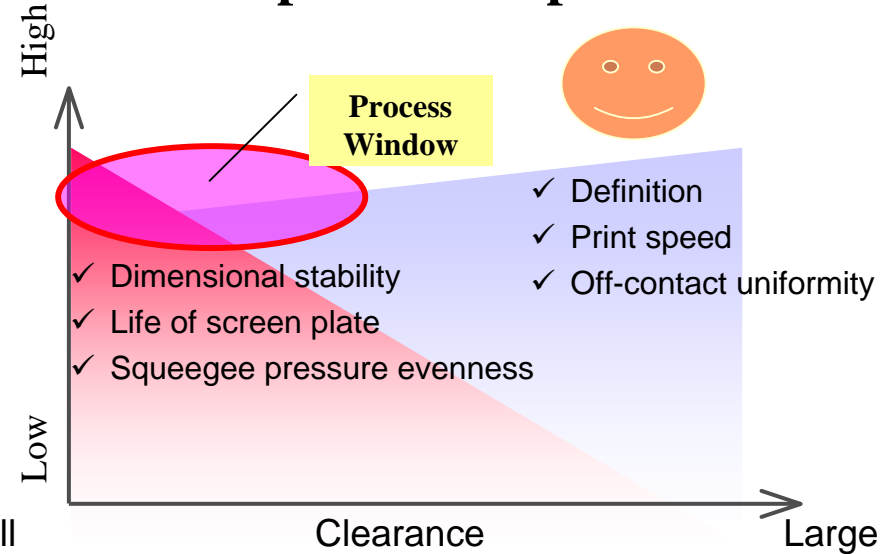 High
Process
Window
✓ Definition
✓ Print speed
✓ Off-contact uniformity
✓ Dimensional stability
✓ Life of screen plate
✓ Squeegee pressure evenness
Low
ll Clearance Large